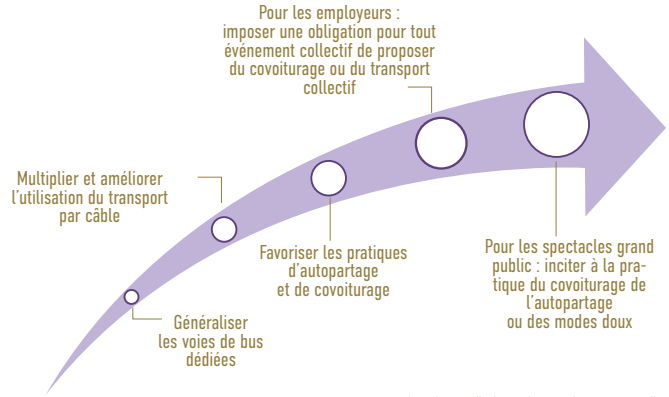 Pour les employeurs :
imposer une obligation pour tout
événement collectif de proposer
du covoiturage ou du transport
collectif
Multiplier et améliorer
l'utilisation du transport
par câble
Favoriser les pratiques
d'autopartage
et de covoiturage
Pour les spectacles grand
public : inciter à la pra-
tique du covoiturage de
l'autopartage
ou des modes doux
Généraliser
les voies de bus
dédiées